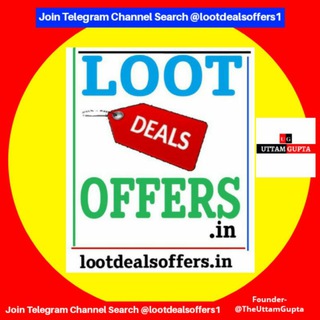 Join Telegram Channel Search @lootdealsoffers1
LOOT
DEALS
OFFERS
.in
lootdealsoffers.in
UG
UTTAM GUPTA
Founder-
@TheUttamGupta
Join Telegram Channel Search @lootdealsoffers1